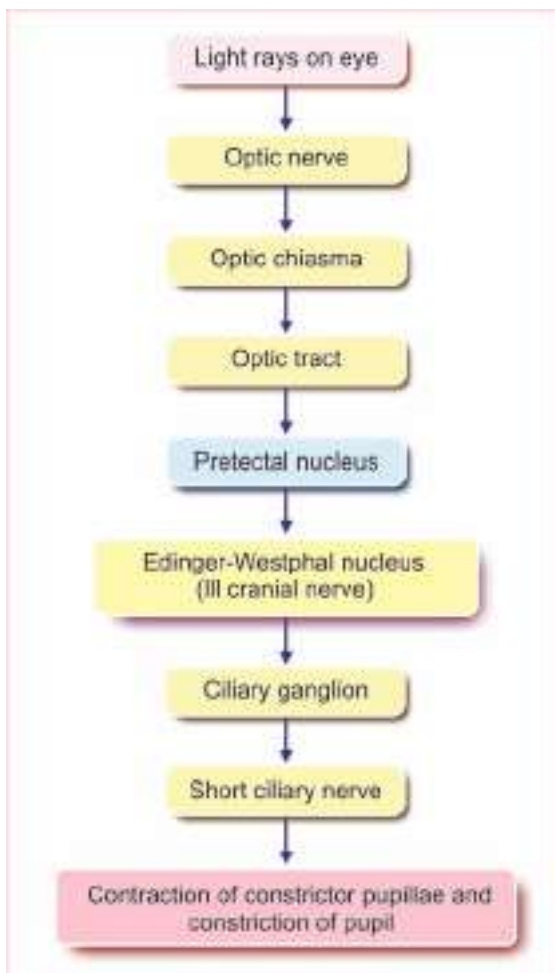 Light rays on eye
Optic nerve
Optic chiasma
Optic tract
Pretectal nucleus
Edinger-Westphal nucleus
(III cranial nerve)
Ciliary ganglion
Short ciliary nerve
Contraction of constrictor pupillae and
constriction of pupil